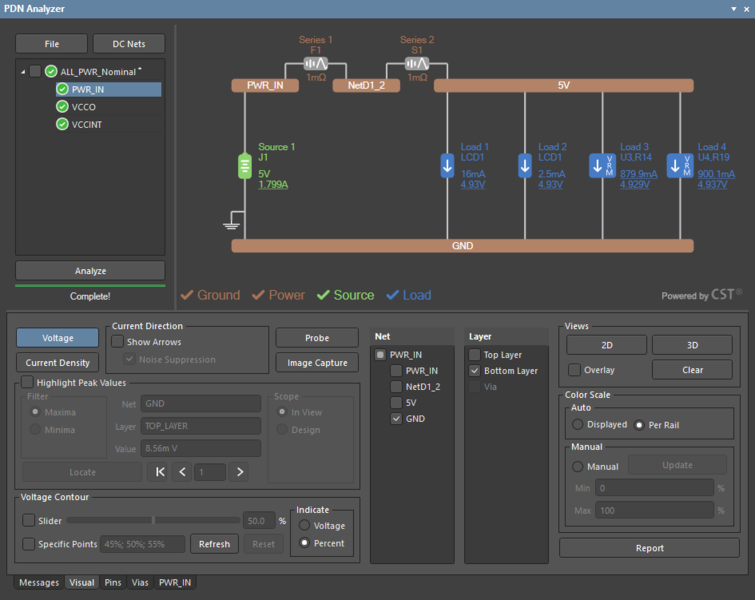 PDN Analyzer
File
DC Nets
ALL_PWR_Nominal *
PWR_IN
VCCO
VCCINT
Analyze
Complete!
Series 1
F1
1mΩ
Series 2
S1
1mΩ
PWR_IN
NetD1_2
5V
Source 1
J1
5V
1.799A
Load 1
LCD1
16mA
4.93V
Load 2
LCD1
2.5mA
4.93V
VRM
Load 3
U3,R14
879.9mA
4.929V
VRM
Load 4
U4,R19
900.1mA
4.937V
GND
Ground
Power
Source
Load
Powered by CST®
Voltage
Current Density
Current Direction
Show Arrows
Noise Suppression
Probe
Image Capture
Highlight Peak Values
Filter
Maxima
Minima
Net GND
Layer TOP_LAYER
Value 8.56m V
Scope
In View
Design
Locate
1
Voltage Contour
Slider
50.0 %
Specific Points
45%; 50%; 55%
Refresh
Reset
Indicate
Voltage
Percent
Net
PWR_IN
PWR_IN
NetD1_2
5V
GND
Layer
Top Layer
Bottom Layer
Via
Views
2D
3D
Overlay
Clear
Color Scale
Auto
Displayed
Per Rail
Manual
Manual
Update
Min 0 %
Max 100 %
Report
Messages
Visual
Pins
Vias
PWR_IN